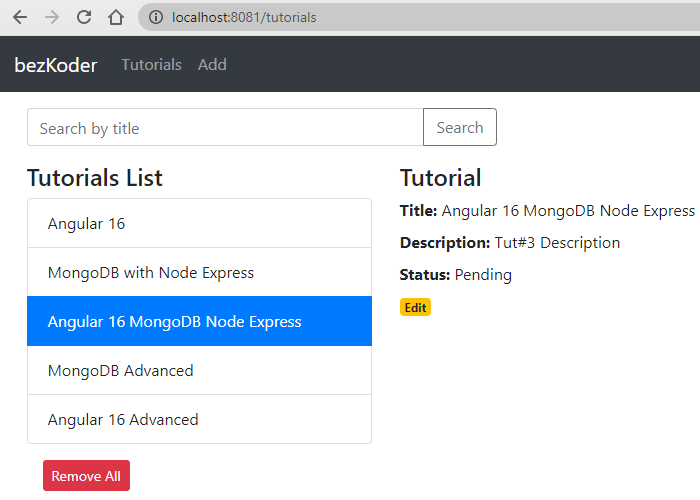 localhost:8081/tutorials
bezKoder Tutorials Add
Search by title Search
Tutorials List
Angular 16
MongoDB with Node Express
Angular 16 MongoDB Node Express
MongoDB Advanced
Angular 16 Advanced
Remove All
Tutorial
Title: Angular 16 MongoDB Node Express
Description: Tut#3 Description
Status: Pending
Edit